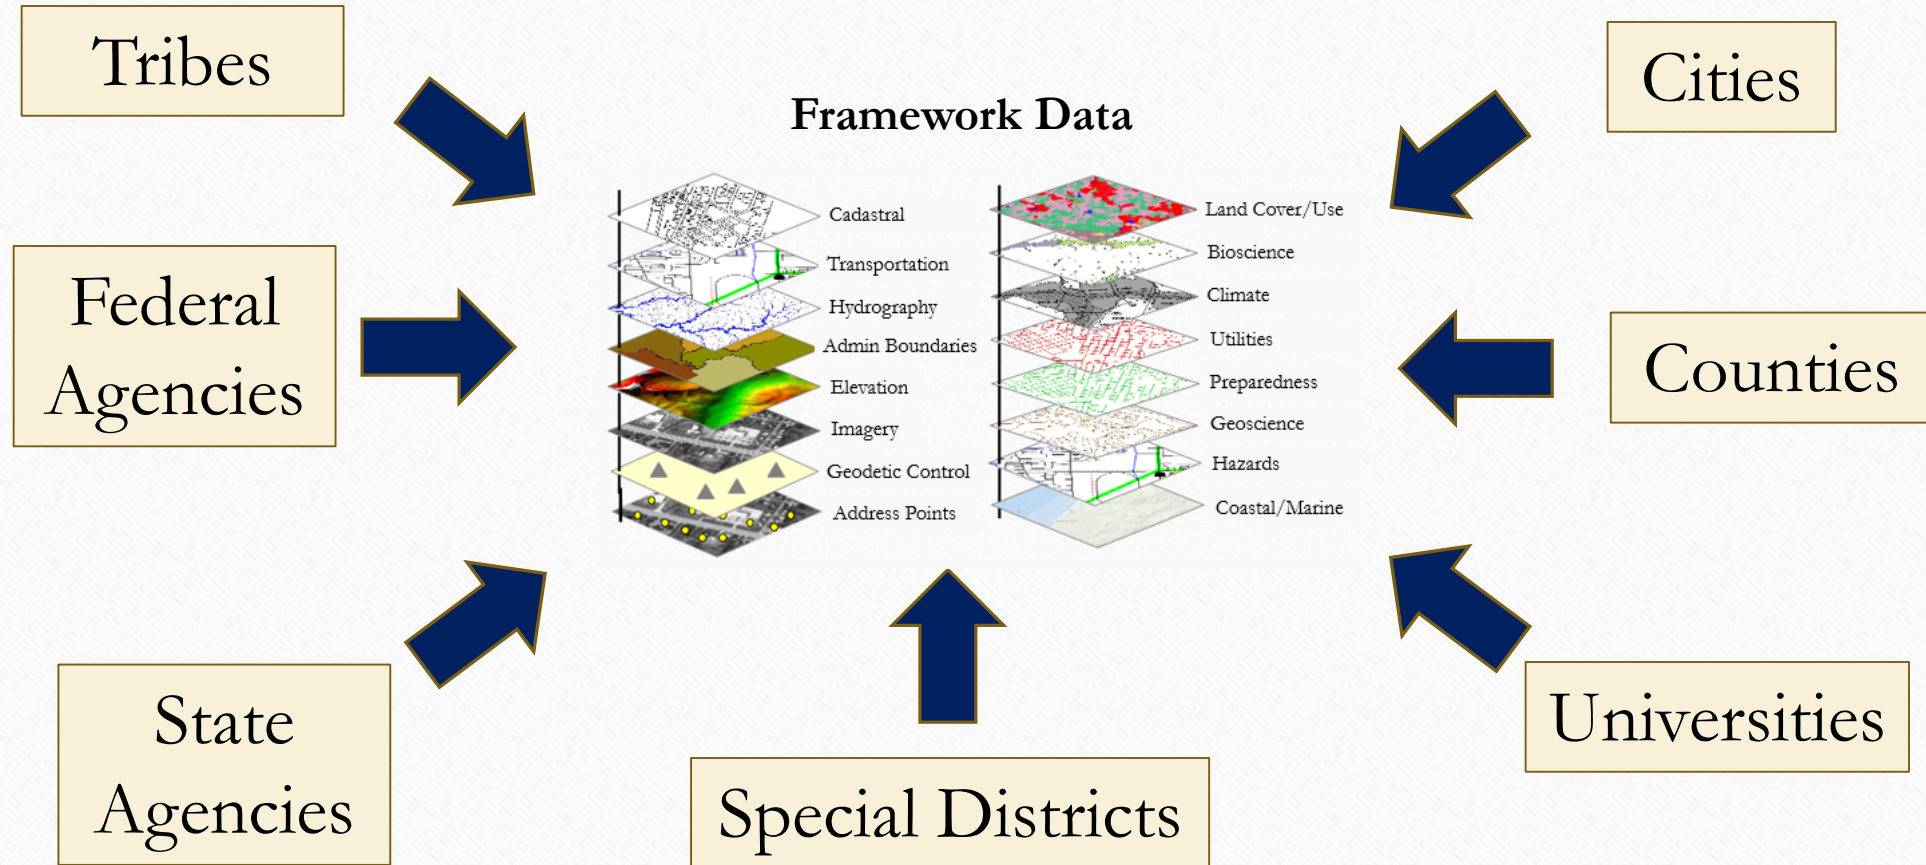 Tribes
Cities
Framework Data
Federal
Agencies
Cadastral
Transportation
Hydrography
Admin Boundaries
Elevation
Imagery
Geodetic Control
Address Points
Land Cover/Use
Bioscience
Climate
Utilities
Preparedness
Geoscience
Hazards
Coastal/Marine
Counties
State
Agencies
Special Districts
Universities